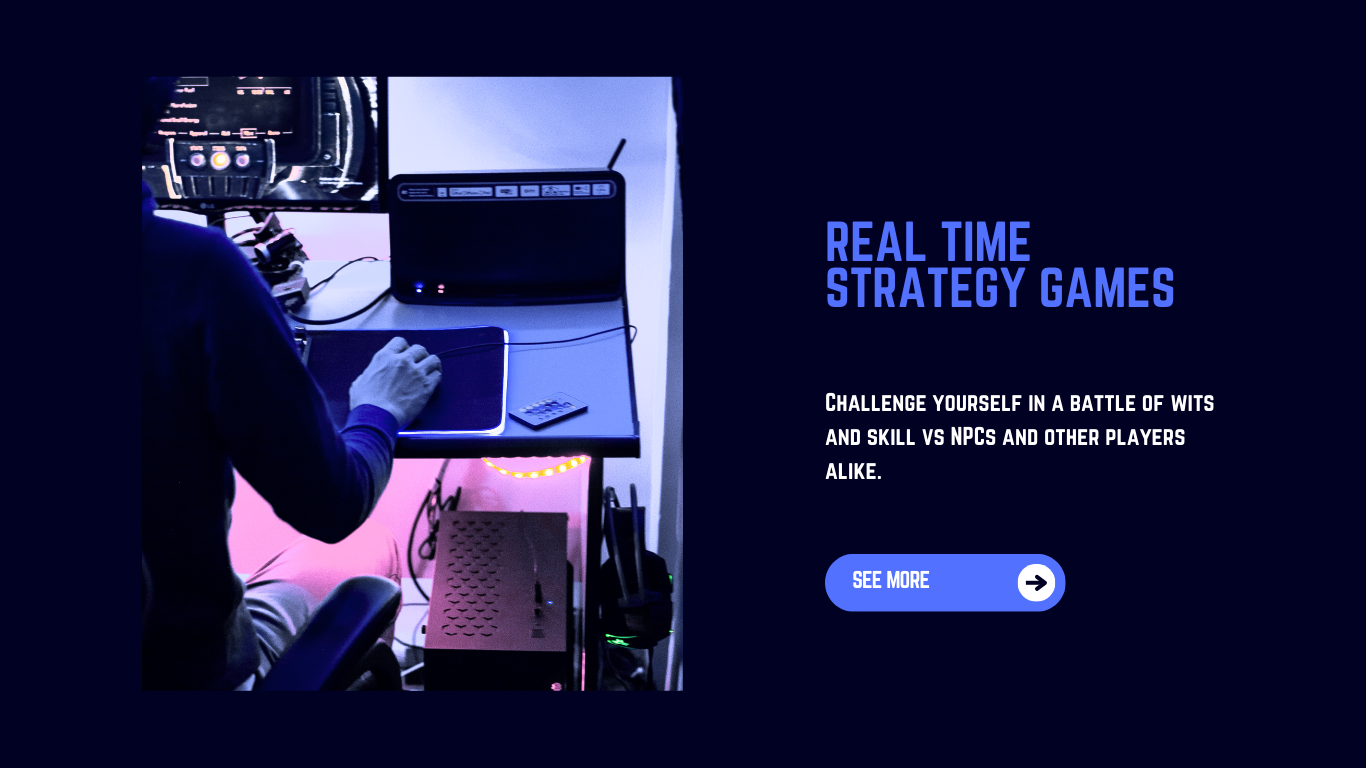 REAL TIME
STRATEGY GAMES
Challenge yourself in a battle of wits
and skill vs NPCs and other players
alike.
SEE MORE